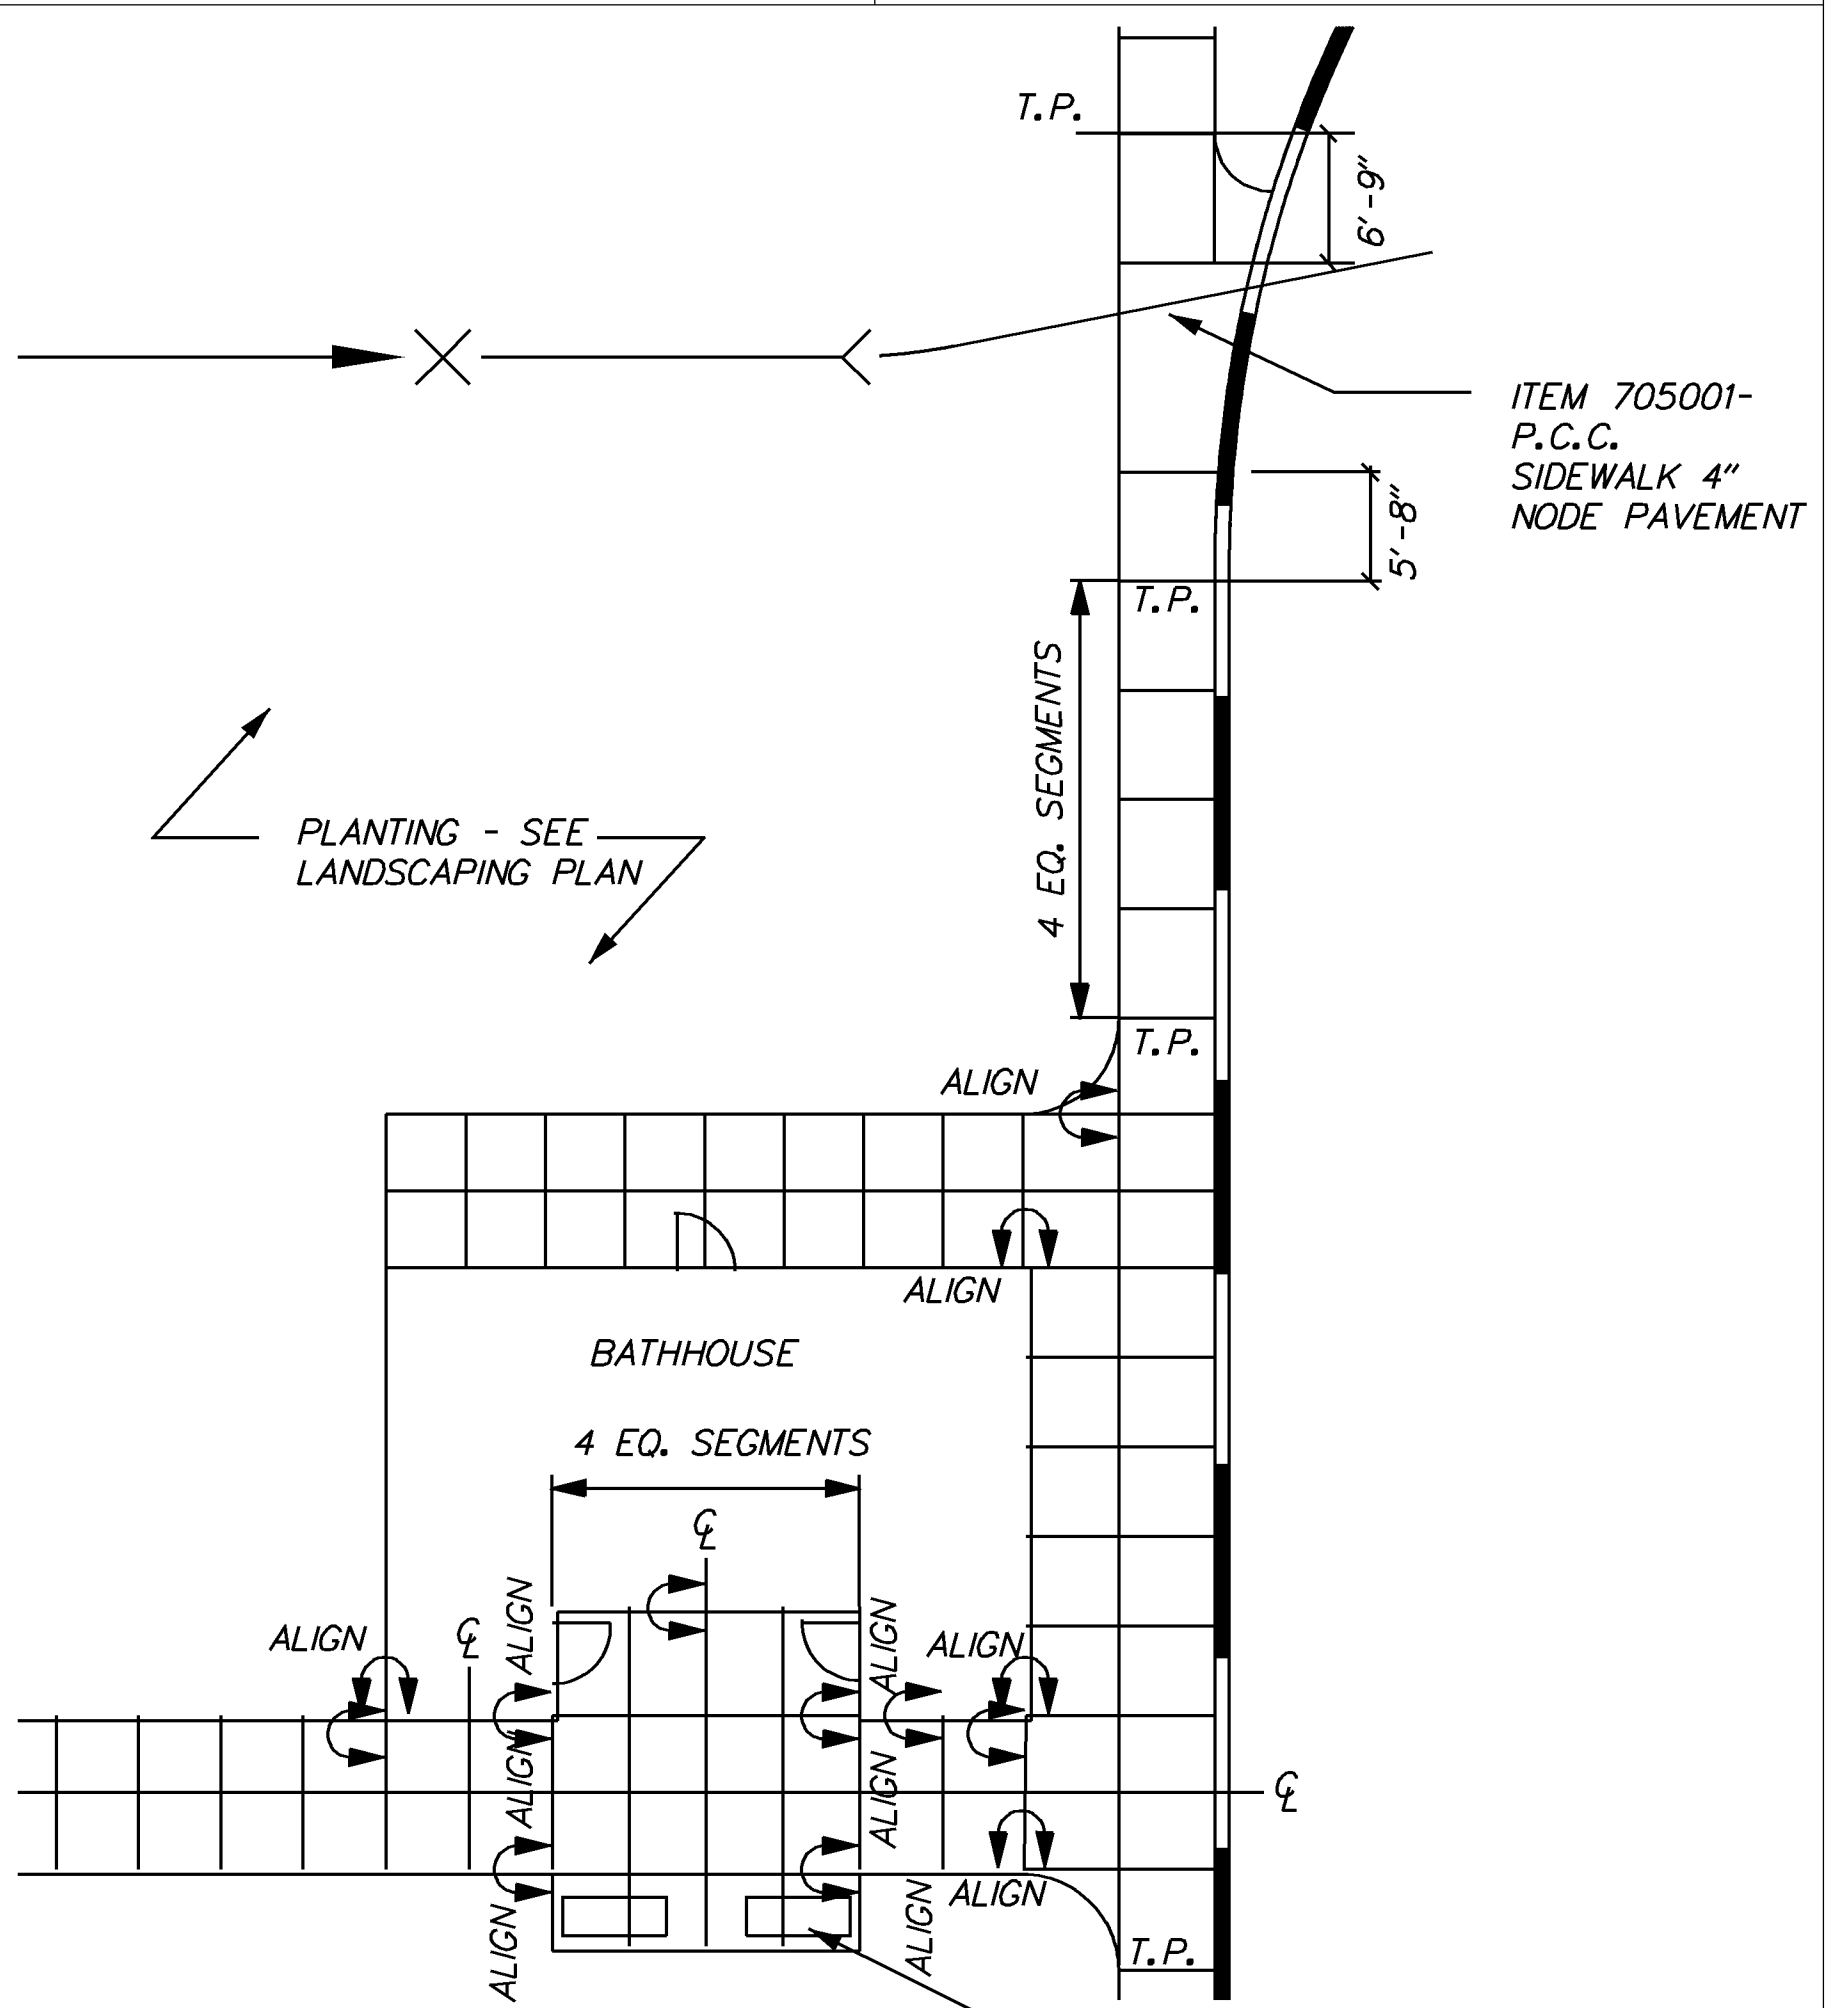 T.P.
6'-9"
ITEM 705001-
P.C.C.
SIDEWALK 4"
NODE PAVEMENT
5'-8"
T.P.
4 EQ. SEGMENTS
PLANTING - SEE
LANDSCAPING PLAN
T.P.
ALIGN
ALIGN
BATHHOUSE
4 EQ. SEGMENTS
℄
ALIGN
℄
ALIGN
ALIGN
ALIGN
ALIGN
ALIGN
℄
ALIGN
ALIGN
ALIGN
T.P.